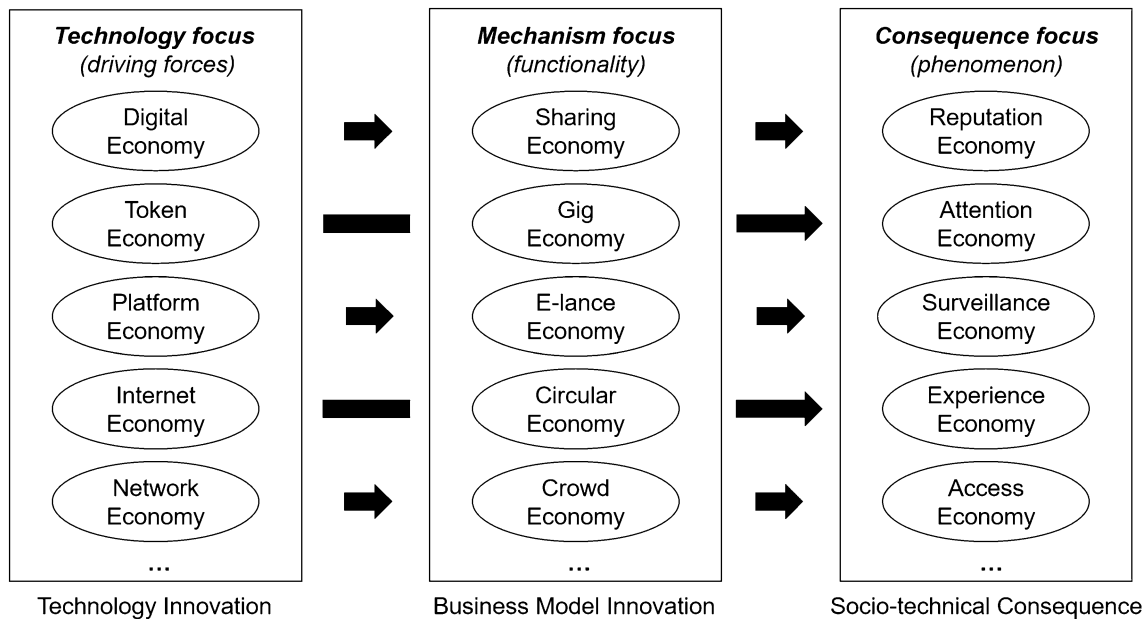 Technology focus
(driving forces)
Digital
Economy
Token
Economy
Platform
Economy
Internet
Economy
Network
Economy
...
Technology Innovation
Mechanism focus
(functionality)
Sharing
Economy
Gig
Economy
E-lance
Economy
Circular
Economy
Crowd
Economy
...
Business Model Innovation
Consequence focus
(phenomenon)
Reputation
Economy
Attention
Economy
Surveillance
Economy
Experience
Economy
Access
Economy
...
Socio-technical Consequence